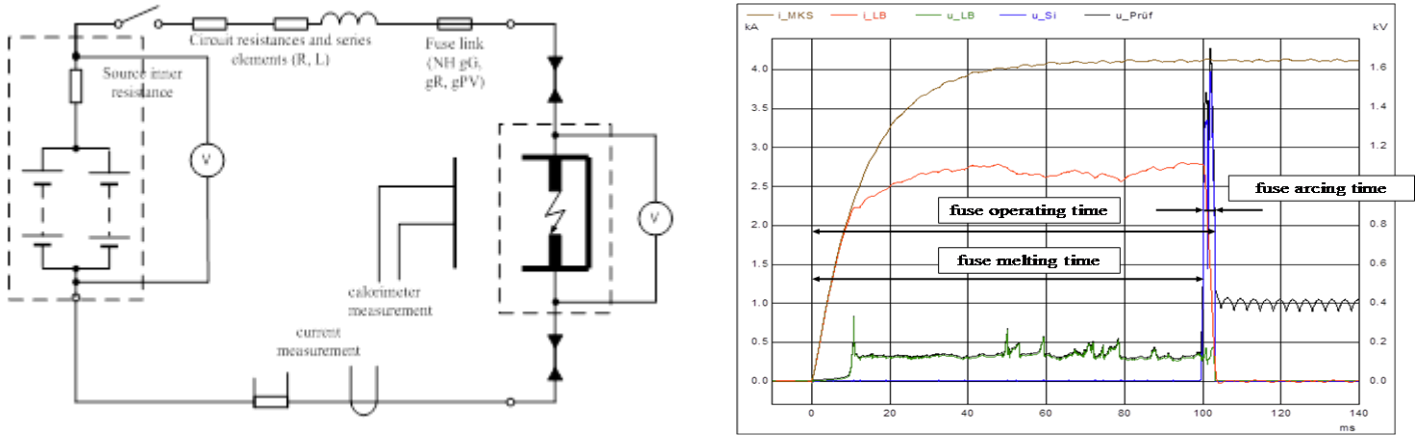 Circuit resistances and series
elements (R, L)
Fuse link
(NH gG,
gR, gPV)
Source inner
resistance
V
V
calorimeter
measurement
current
measurement
i_MKS
i_LB
u_LB
u_Si
u_Prüf
kA
kV
4.0
3.5
3.0
2.5
2.0
1.5
1.0
0.5
0.0
1.6
1.4
1.2
1.0
0.8
0.6
0.4
0.2
0.0
fuse arcing time
fuse operating time
fuse melting time
0
20
40
60
80
100
120
140
ms